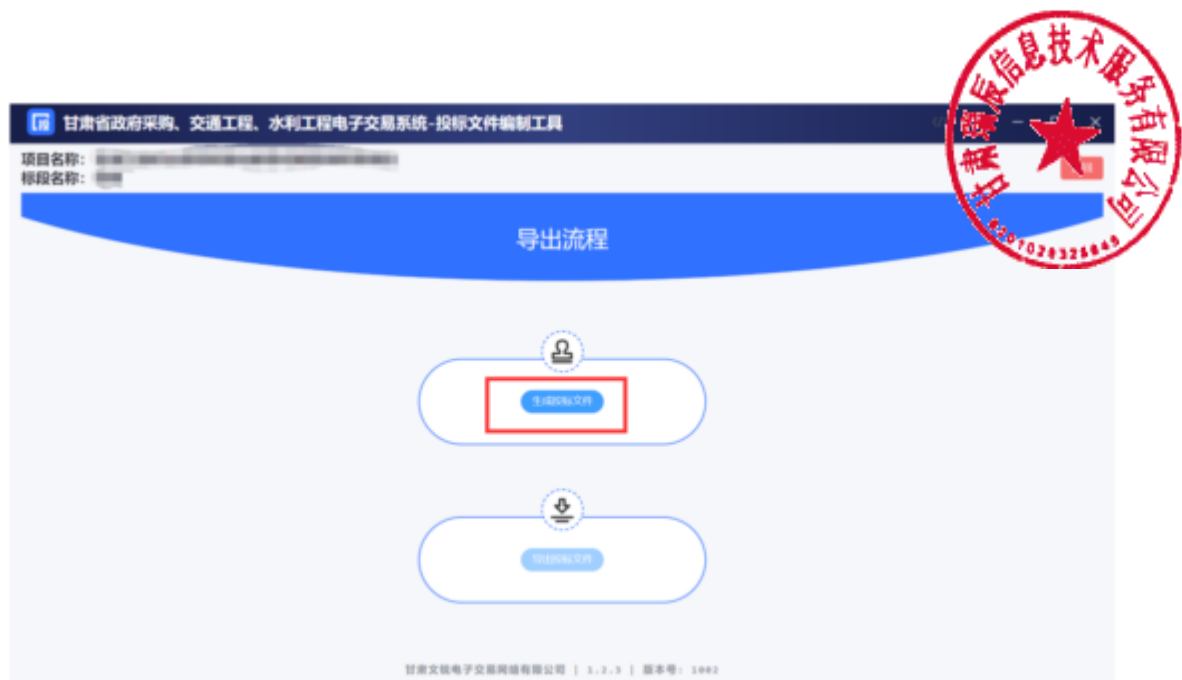 甘肃省政府采购、交通工程、水利工程电子交易系统-投标文件编制工具
项目名称：
标段名称：
导出流程
生成投标文件
导出投标文件
甘肃文锐电子交易网络有限公司 | 1.2.3 | 版本号: 1002
辰信息技术服务有限公司